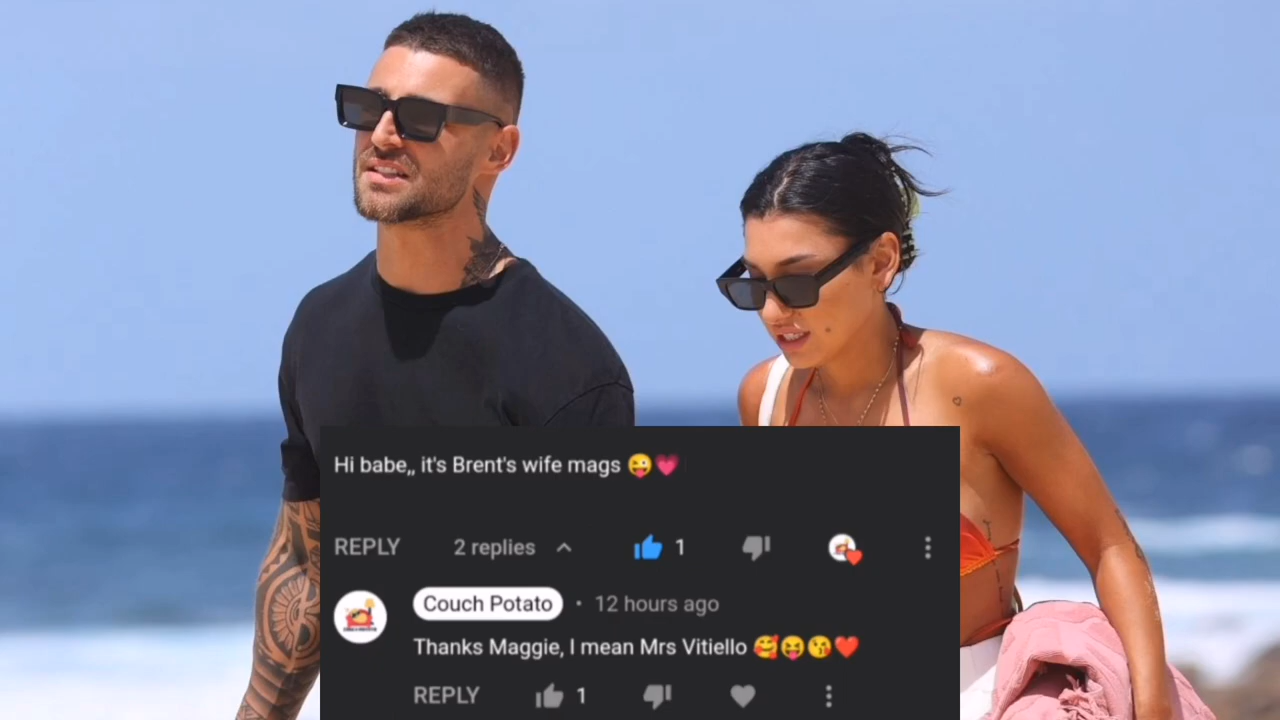 Hi babe,, it's Brent's wife mags 😜💗
REPLY 2 replies 1
Couch Potato • 12 hours ago
Thanks Maggie, I mean Mrs Vitiello 🥰😝😘❤️
REPLY 1